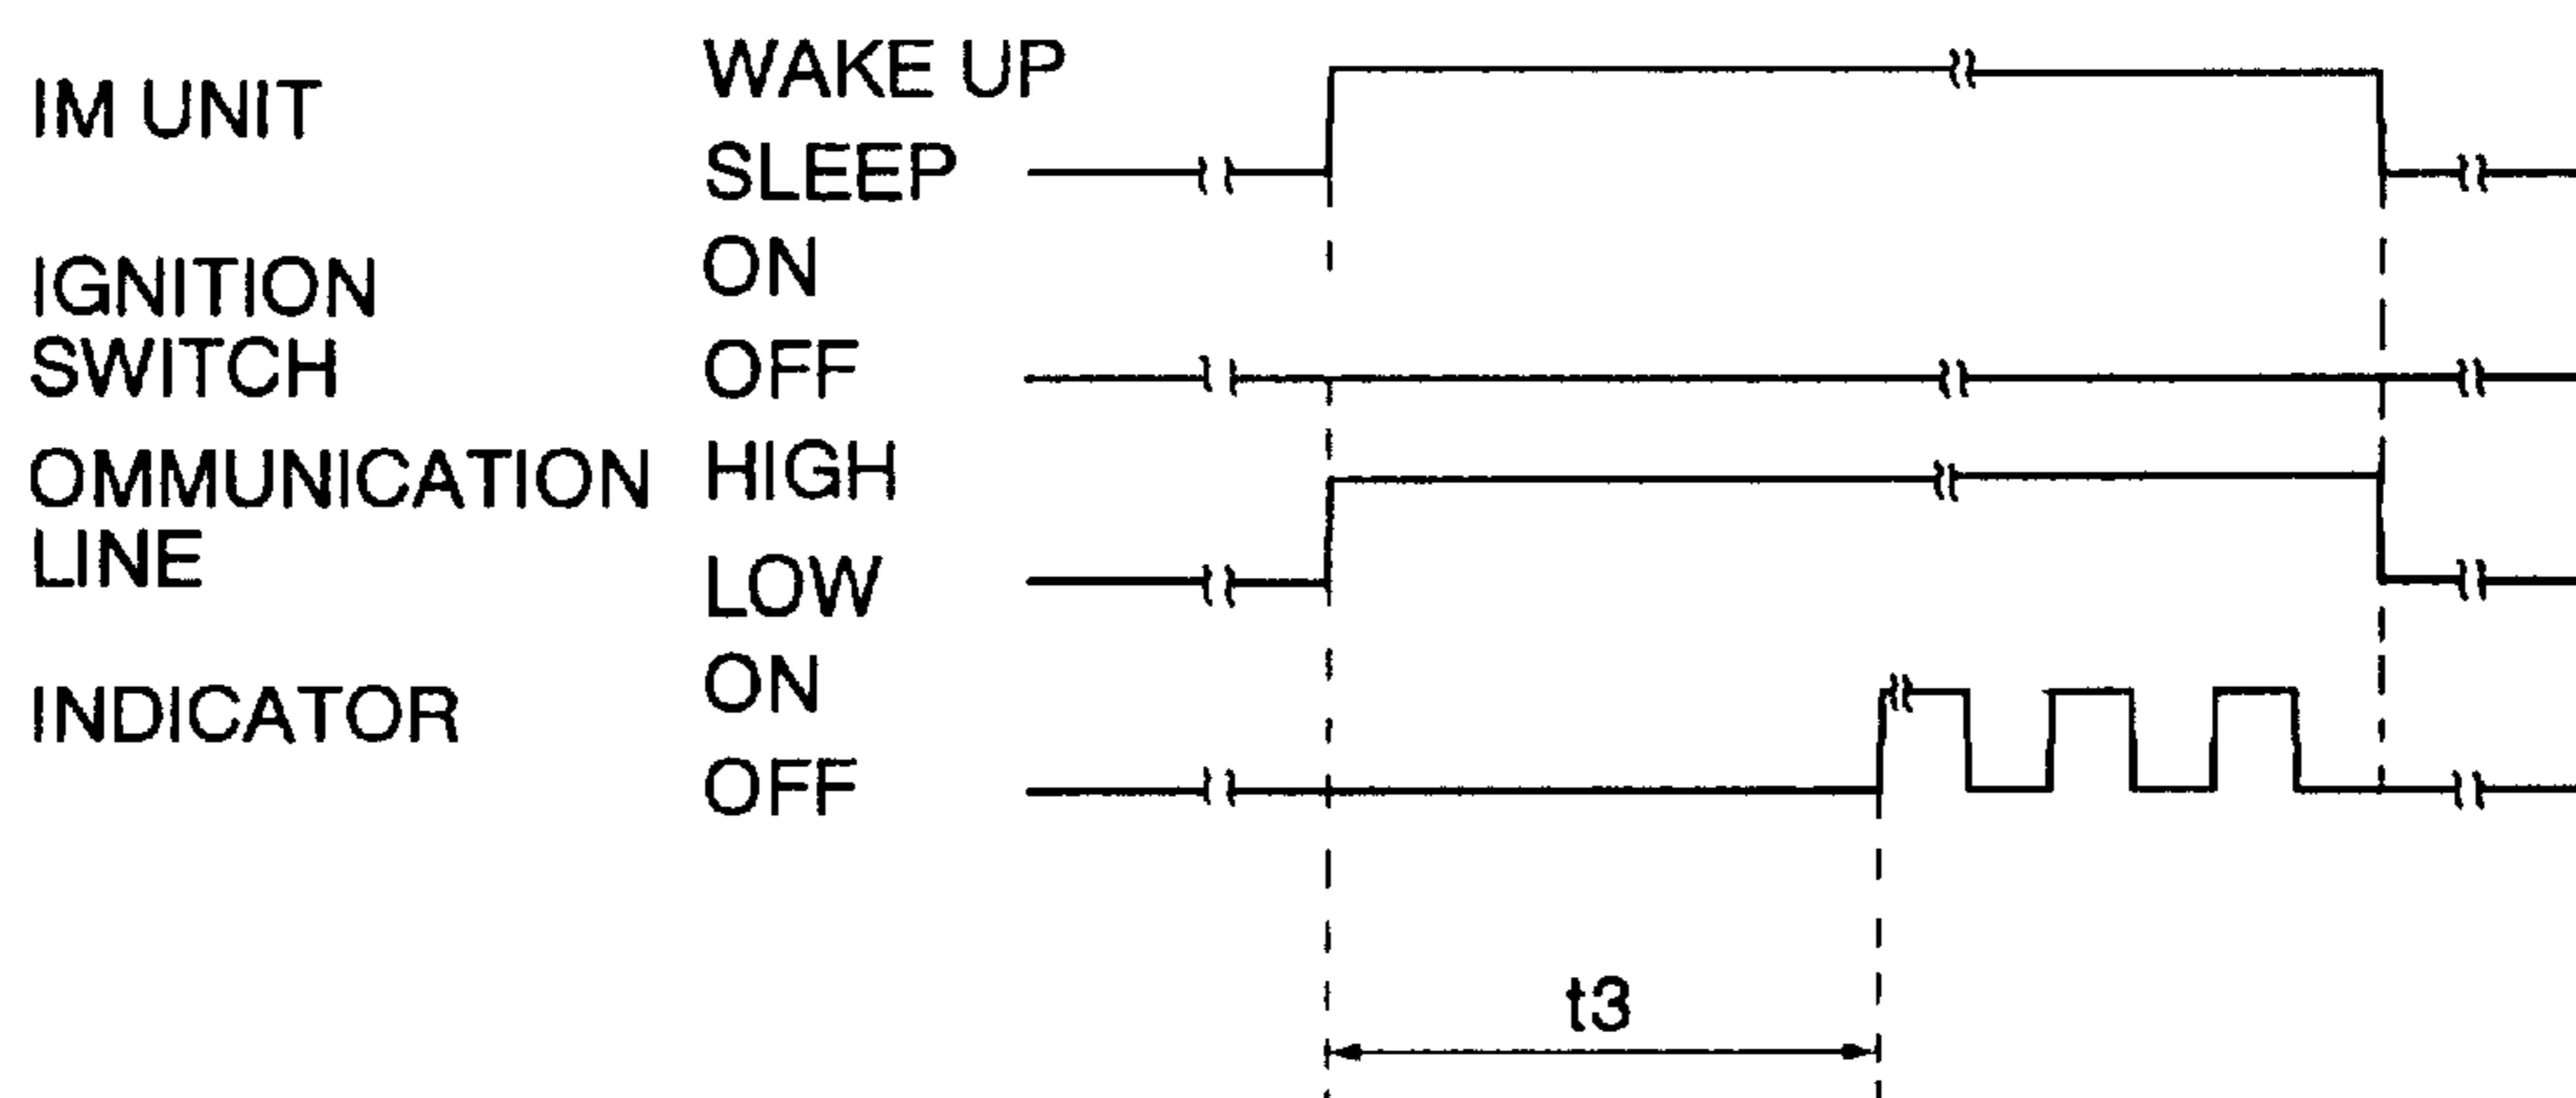 IM UNIT
WAKE UP
SLEEP
IGNITION
SWITCH
ON
OFF
OMMUNICATION
LINE
HIGH
LOW
INDICATOR
ON
OFF
t3